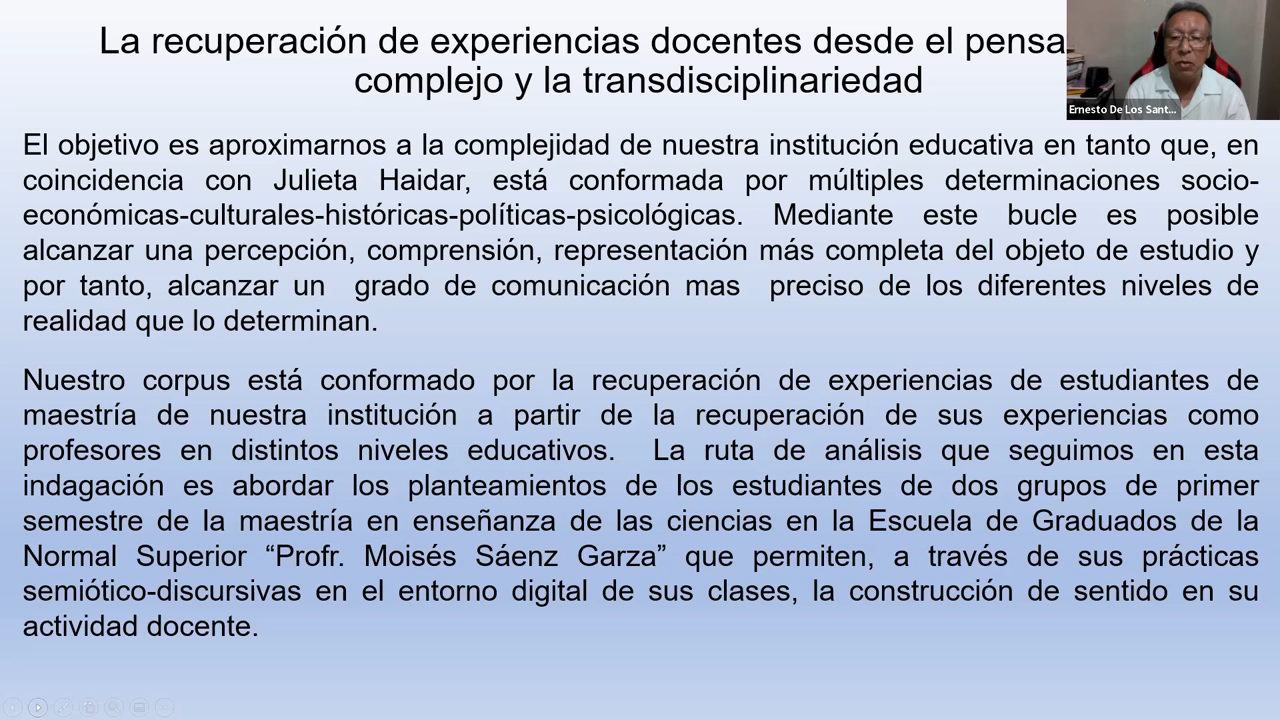 La recuperación de experiencias docentes desde el pensa
complejo y la transdisciplinariedad
Ernesto De Los Sant...
El objetivo es aproximarnos a la complejidad de nuestra institución educativa en tanto que, en
coincidencia con Julieta Haidar, está conformada por múltiples determinaciones socio-
económicas-culturales-históricas-políticas-psicológicas. Mediante este bucle es posible
alcanzar una percepción, comprensión, representación más completa del objeto de estudio y
por tanto, alcanzar un grado de comunicación mas preciso de los diferentes niveles de
realidad que lo determinan.
Nuestro corpus está conformado por la recuperación de experiencias de estudiantes de
maestría de nuestra institución a partir de la recuperación de sus experiencias como
profesores en distintos niveles educativos. La ruta de análisis que seguimos en esta
indagación es abordar los planteamientos de los estudiantes de dos grupos de primer
semestre de la maestría en enseñanza de las ciencias en la Escuela de Graduados de la
Normal Superior “Profr. Moisés Sáenz Garza” que permiten, a través de sus prácticas
semiótico-discursivas en el entorno digital de sus clases, la construcción de sentido en su
actividad docente.